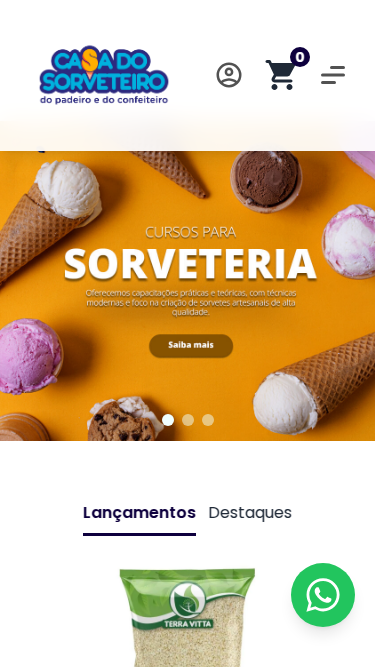 CASA DO
SORVETEIRO
do padeiro e do confeiteiro
0
CURSOS PARA
SORVETERIA
Oferecemos capacitações práticas e teóricas, com técnicas
modernas e foco na criação de sorvetes artesanais de alta
qualidade.
Saiba mais
Lançamentos
Destaques
TERRA VITTA